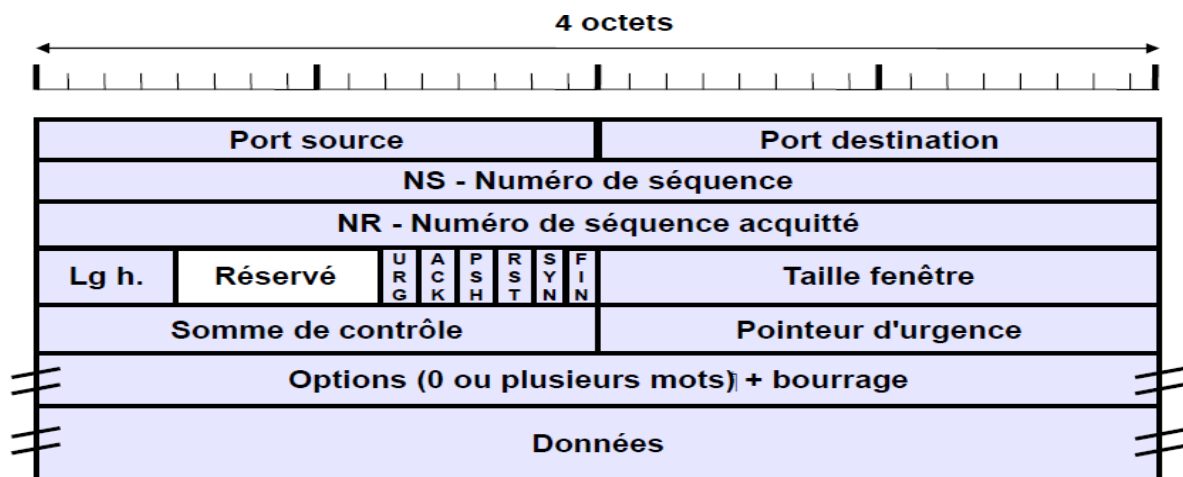 4 octets
Port source Port destination
NS - Numéro de séquence
NR - Numéro de séquence acquitté
Lg h. Réservé URG ACK PSH RST SYN FIN Taille fenêtre
Somme de contrôle Pointeur d'urgence
Options (0 ou plusieurs mots) + bourrage
Données